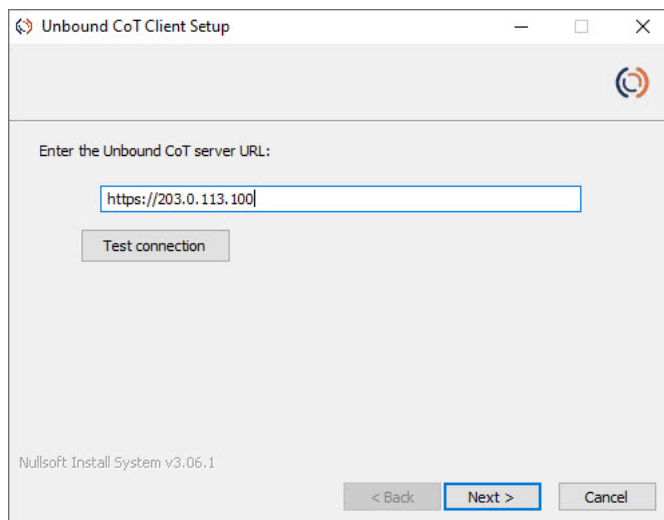 Unbound CoT Client Setup
Enter the Unbound CoT server URL:
https://203.0.113.100
Test connection
Nullsoft Install System v3.06.1
< Back Next > Cancel